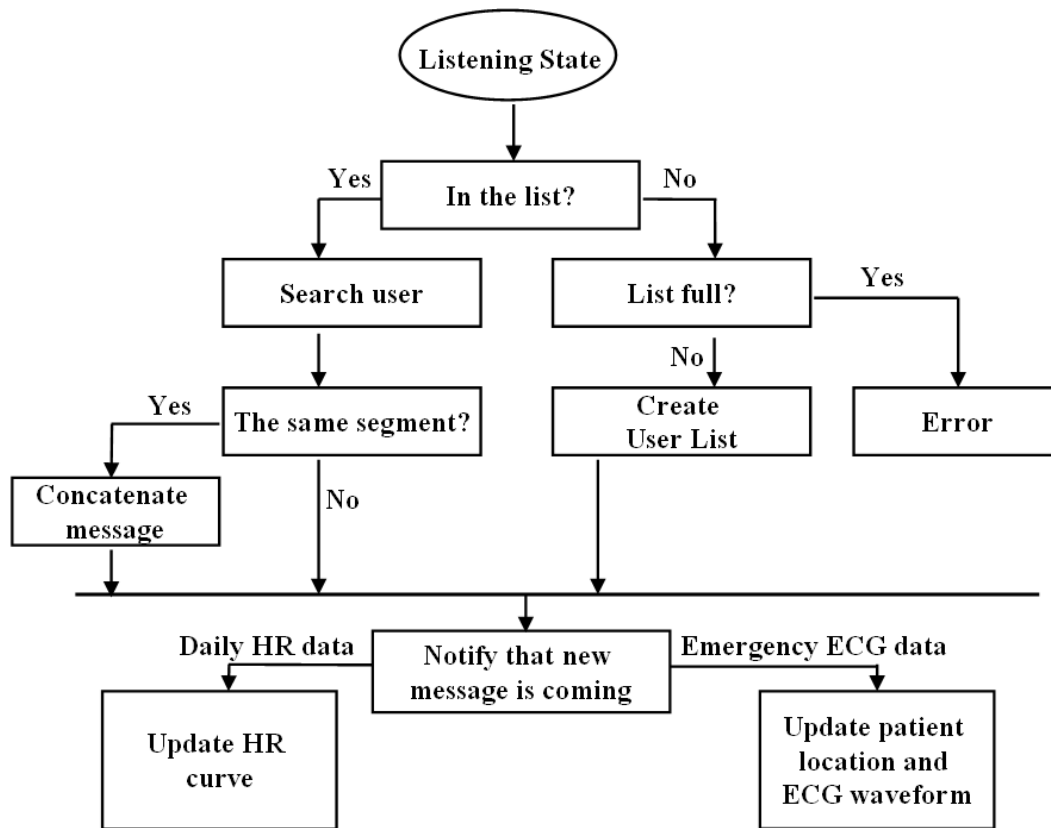 Listening State
Yes
In the list?
No
Search user
List full?
Yes
No
Yes
The same segment?
Create
User List
Error
Concatenate
message
No
Daily HR data
Notify that new
message is coming
Emergency ECG data
Update HR
curve
Update patient
location and
ECG waveform